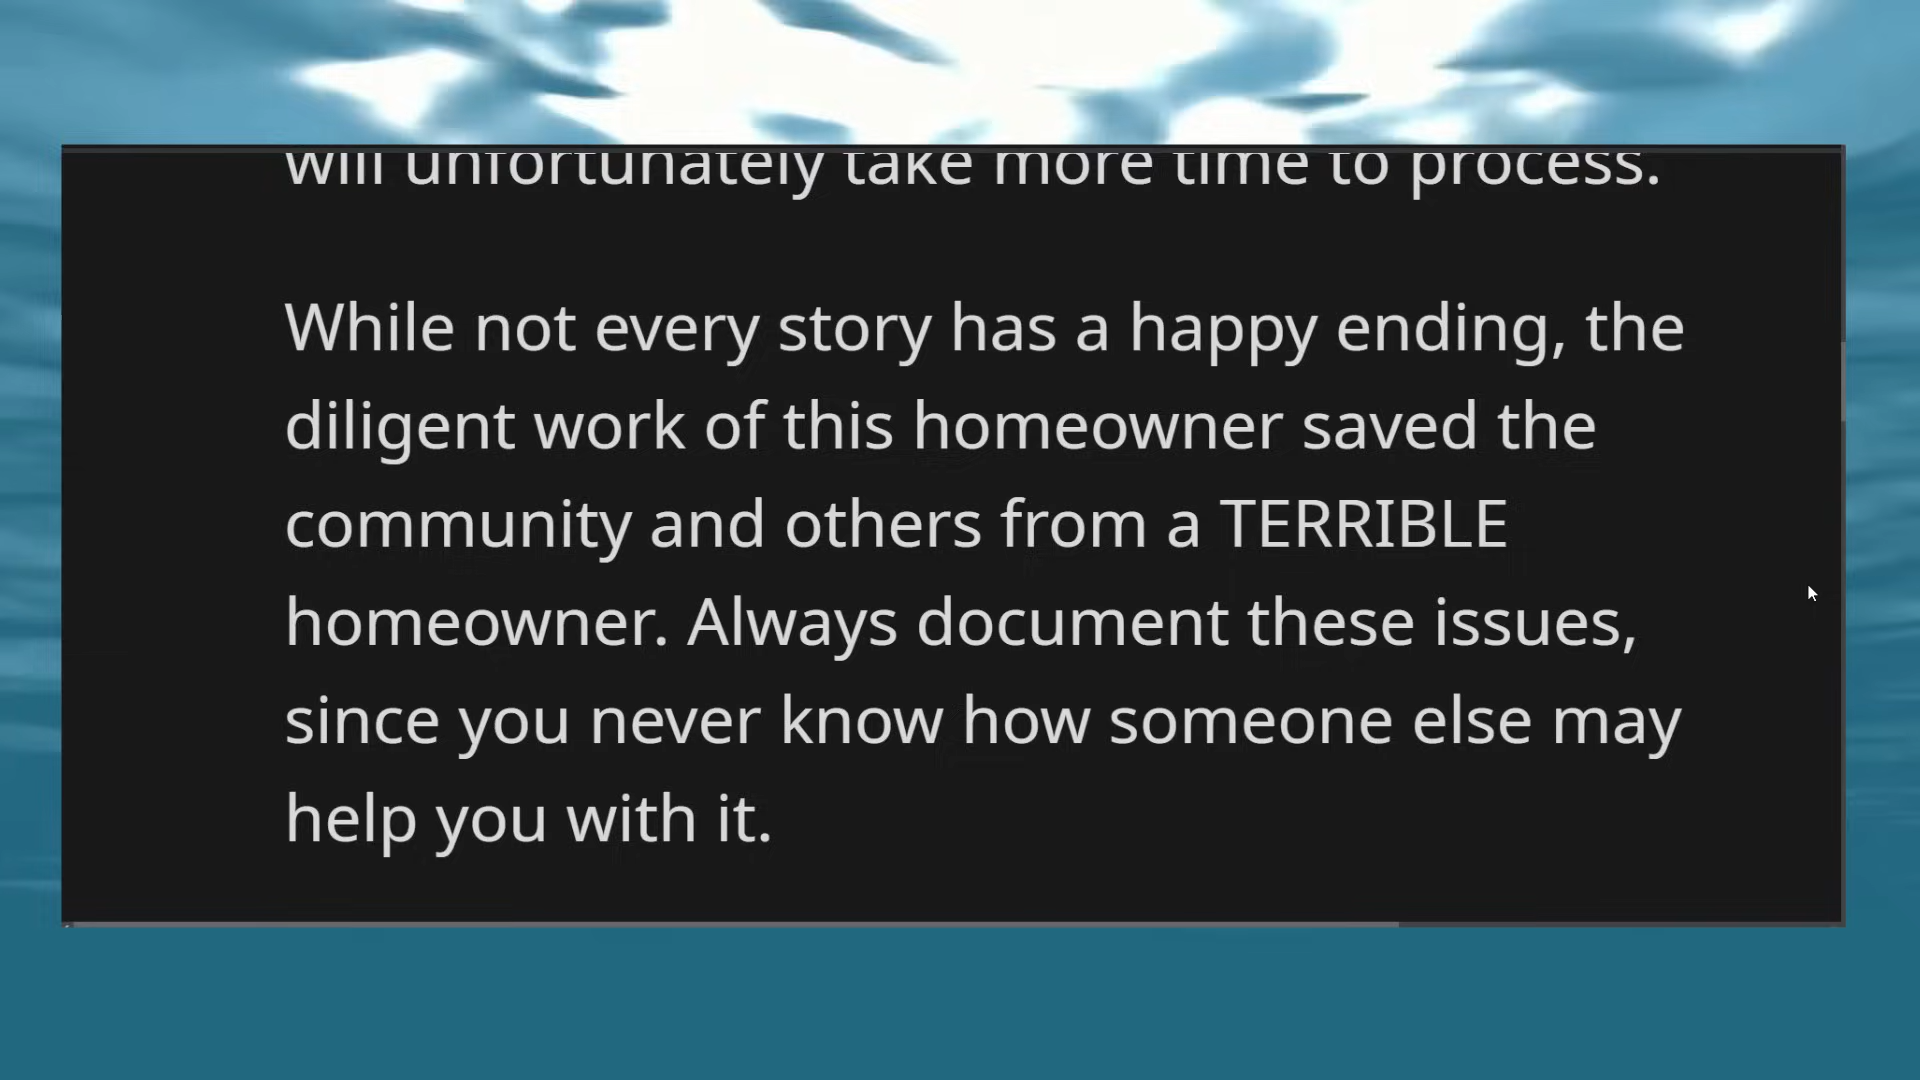 will unfortunately take more time to process.
While not every story has a happy ending, the
diligent work of this homeowner saved the
community and others from a TERRIBLE
homeowner. Always document these issues,
since you never know how someone else may
help you with it.